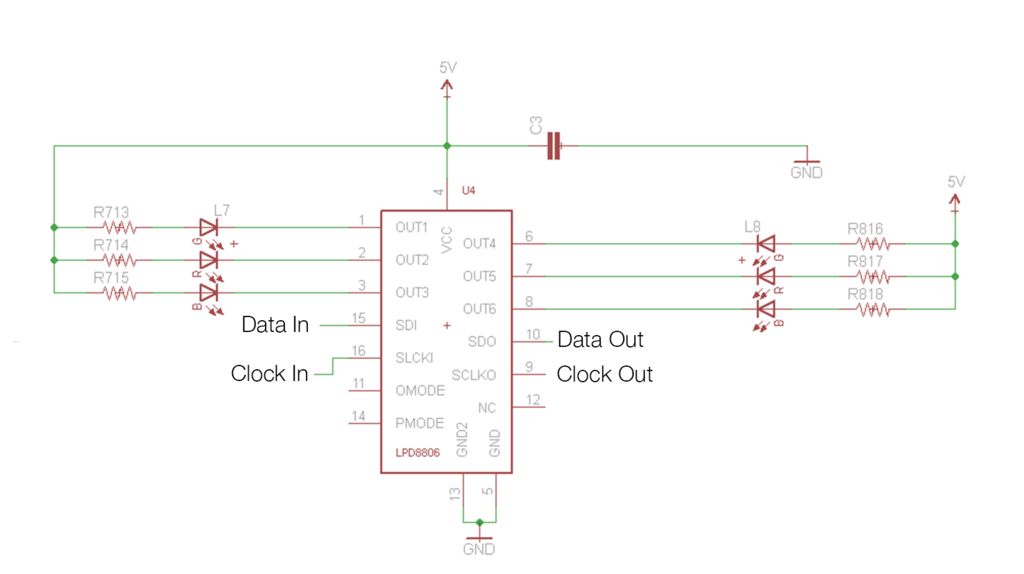 5V
C3
GND
5V
U4
4
R713
L7
1
OUT1
VCC
G
+
R714
2
OUT2
R
R715
3
OUT3
B
OUT4
6
L8
R816
G
+
OUT5
7
R817
R
OUT6
8
R818
B
Data In
15
SDI
+
SDO
10
Data Out
Clock In
16
SLCKI
SCLKO
9
Clock Out
11
OMODE
NC
12
14
PMODE
LPD8806
GND2
GND
13
5
GND